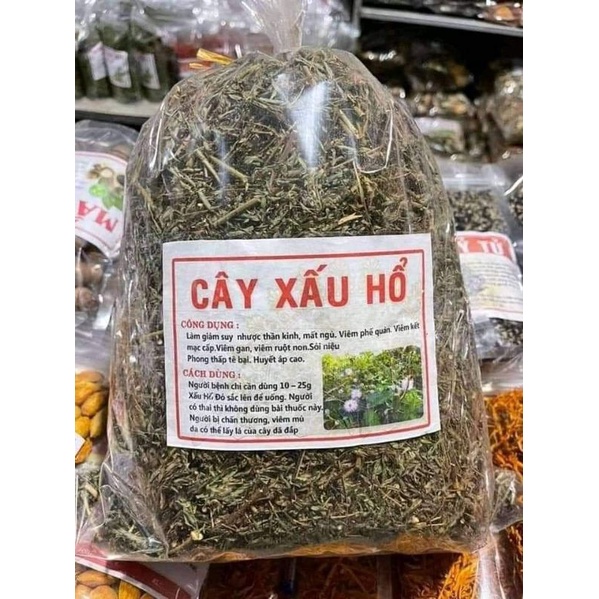 CÂY XẤU HỔ
CÔNG DỤNG :
Làm giảm suy nhược thần kinh, mất ngủ. Viêm phế quản. Viêm kết
mạc cấp.Viêm gan, viêm ruột non.Sỏi niệu
Phong thấp tê bại. Huyết áp cao.
CÁCH DÙNG :
Người bệnh chỉ cần dùng 10 – 25g
Xấu Hổ Đỏ sắc lên để uống. Người
có thai thì không dùng bài thuốc này.
Người bị chấn thương, viêm mủ
da có thể lấy lá của cây dã đắp
MẮ
TỬ